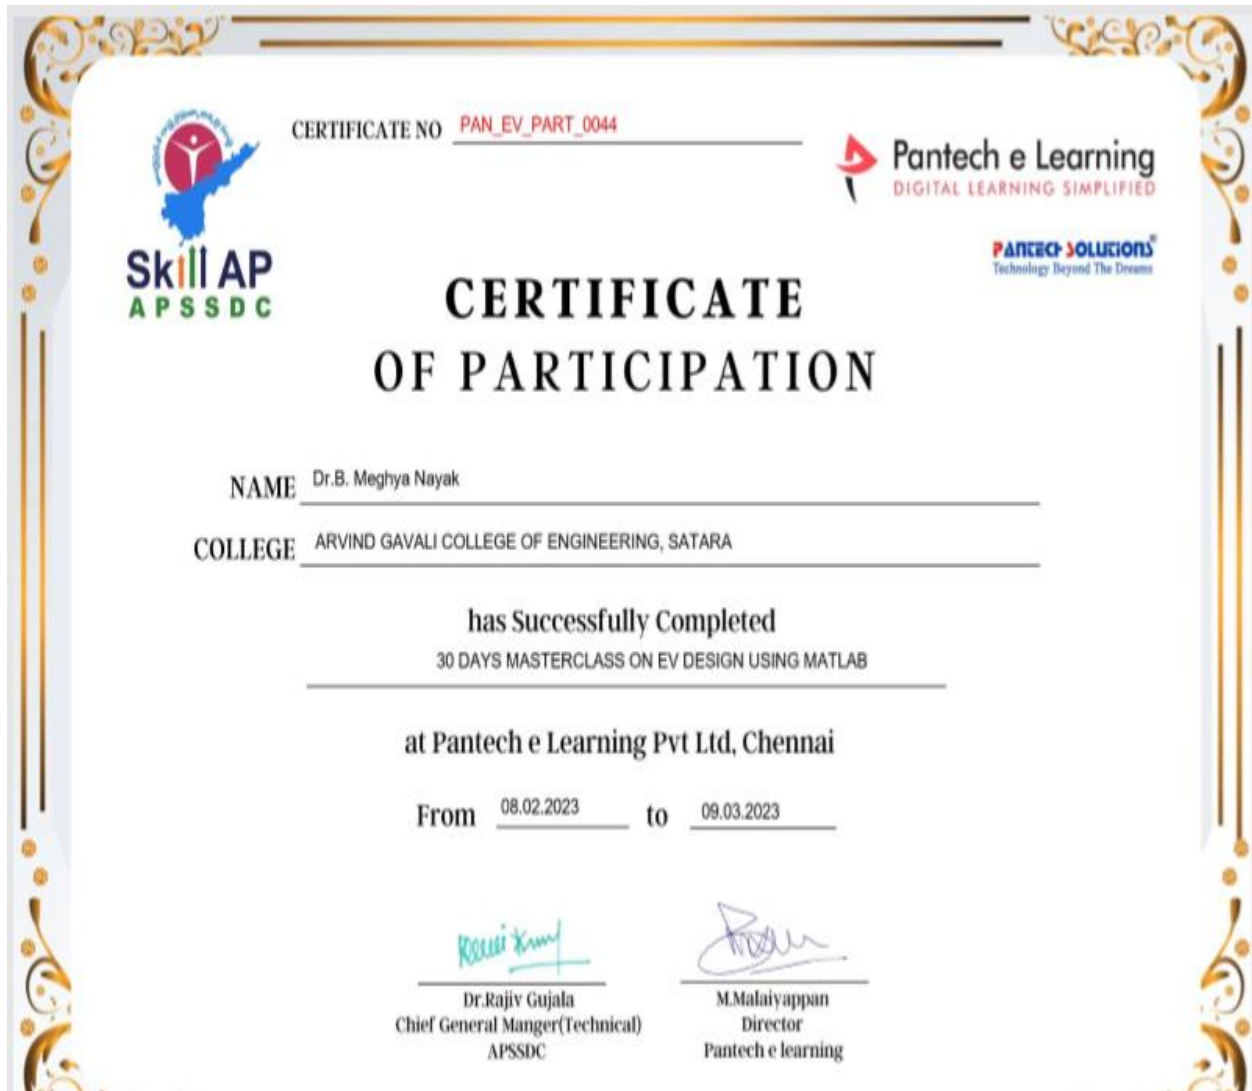 CERTIFICATE NO PAN_EV_PART_0044
Skill AP
APSSDC
Pantech e Learning
DIGITAL LEARNING SIMPLIFIED
PANTECH SOLUTIONS
Technology Beyond The Dreams
CERTIFICATE
OF PARTICIPATION
NAME Dr.B. Meghya Nayak
COLLEGE ARVIND GAVALI COLLEGE OF ENGINEERING, SATARA
has Successfully Completed
30 DAYS MASTERCLASS ON EV DESIGN USING MATLAB
at Pantech e Learning Pvt Ltd, Chennai
From 08.02.2023 to 09.03.2023
Dr.Rajiv Gujala
Chief General Manger(Technical)
APSSDC
M.Malaiyappan
Director
Pantech e learning